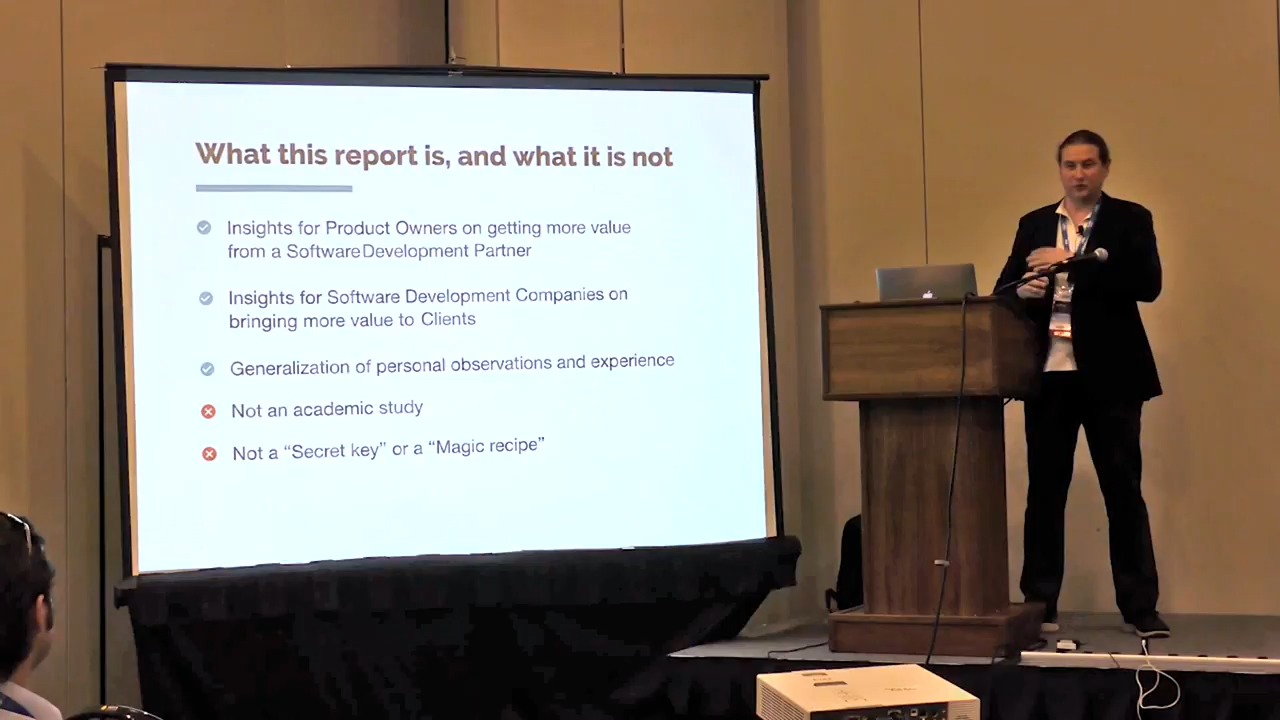 What this report is, and what it is not
Insights for Product Owners on getting more value
from a Software Development Partner
Insights for Software Development Companies on
bringing more value to Clients
Generalization of personal observations and experience
Not an academic study
Not a “Secret key” or a “Magic recipe”